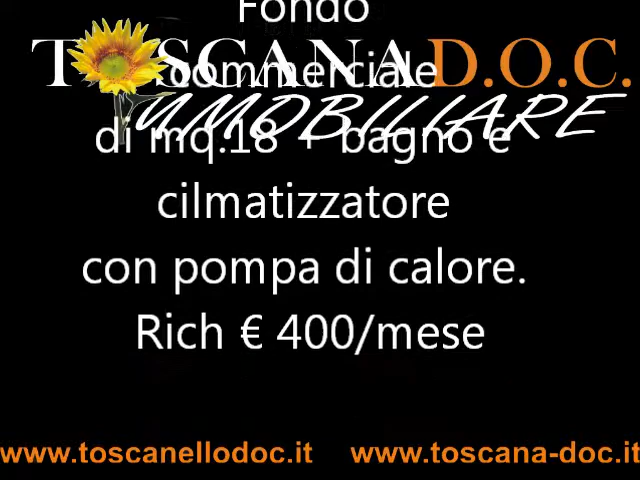 Fondo
TOSCANA D.O.C.
commerciale
IMMOBILIARE
di mq.18 + bagno e
cilmatizzatore
con pompa di calore.
Rich € 400/mese
www.toscanellodoc.it www.toscana-doc.it